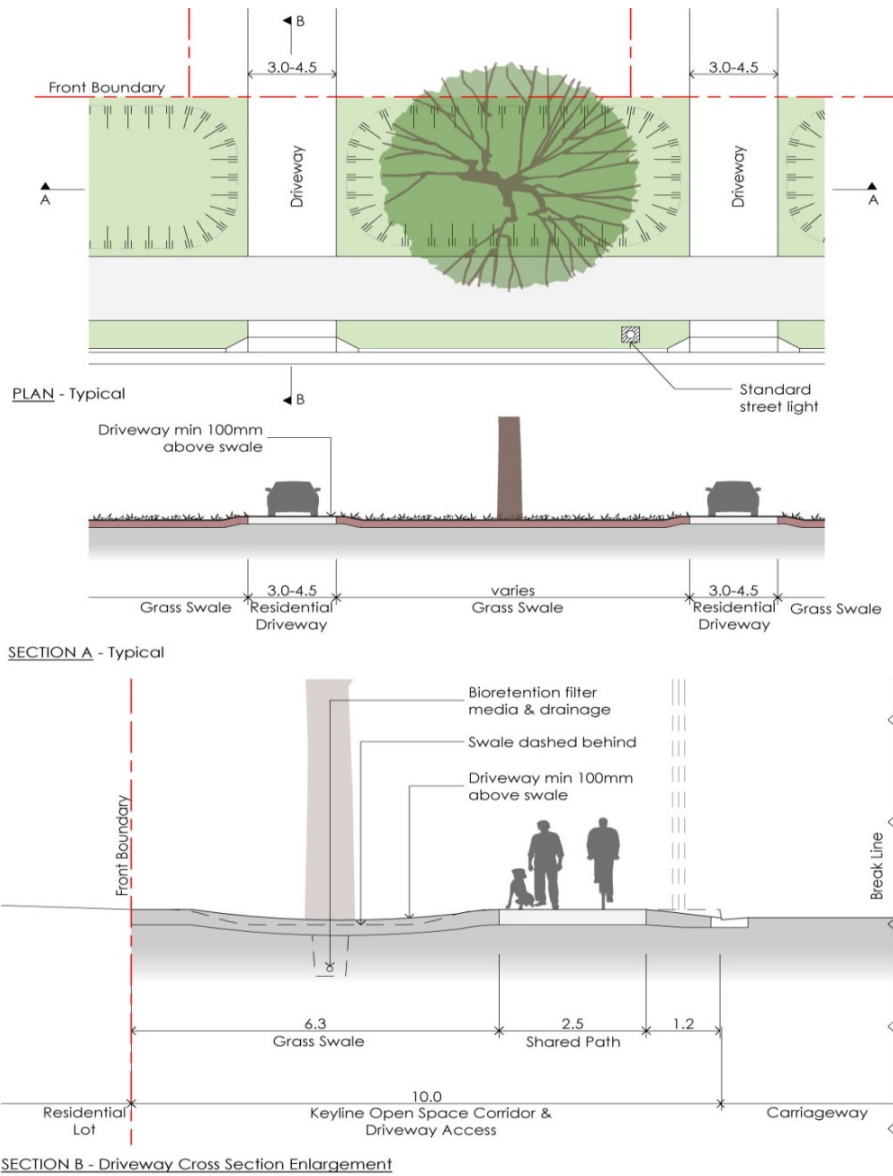 B
3.0-4.5
3.0-4.5
Front Boundary
Driveway
Driveway
A
A
B
PLAN - Typical
Standard
street light
Driveway min 100mm
above swale
3.0-4.5
varies
3.0-4.5
Grass Swale
Residential
Driveway
Grass Swale
Residential
Driveway
Grass Swale
SECTION A - Typical
Bioretention filter
media & drainage
Swale dashed behind
Driveway min 100mm
above swale
Front Boundary
Break Line
6.3
Grass Swale
2.5
Shared Path
1.2
10.0
Residential
Lot
Keyline Open Space Corridor &
Driveway Access
Carriageway
SECTION B - Driveway Cross Section Enlargement